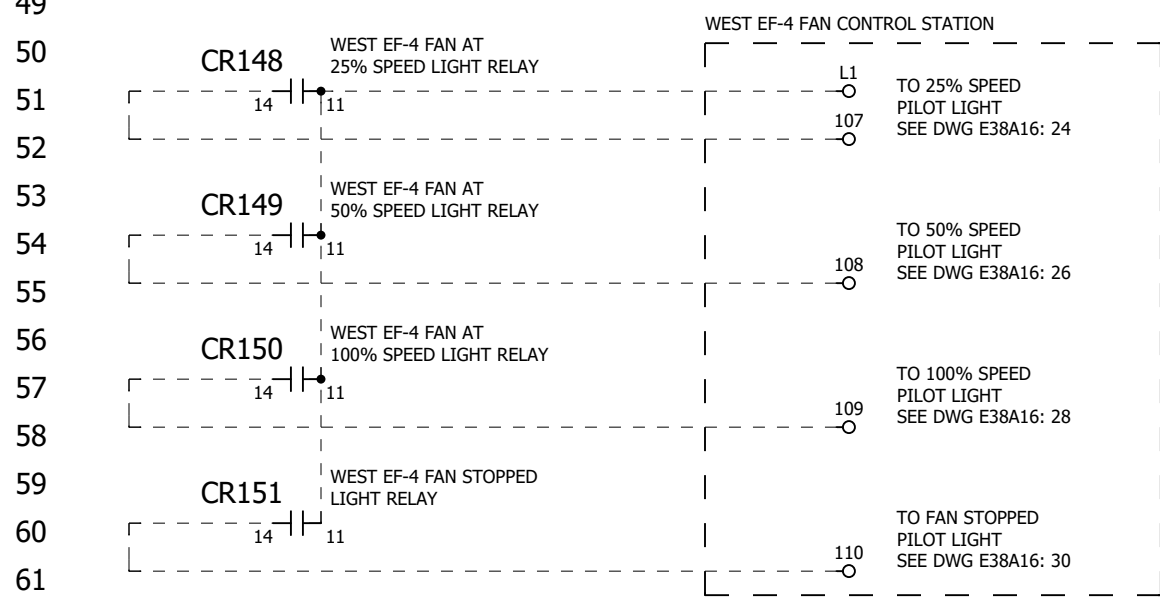 49
WEST EF-4 FAN CONTROL STATION
50
CR148
WEST EF-4 FAN AT
25% SPEED LIGHT RELAY
51
14
11
L1
107
TO 25% SPEED
PILOT LIGHT
SEE DWG E38A16: 24
52
53
CR149
WEST EF-4 FAN AT
50% SPEED LIGHT RELAY
54
14
11
108
TO 50% SPEED
PILOT LIGHT
SEE DWG E38A16: 26
55
56
CR150
WEST EF-4 FAN AT
100% SPEED LIGHT RELAY
57
14
11
109
TO 100% SPEED
PILOT LIGHT
SEE DWG E38A16: 28
58
59
CR151
WEST EF-4 FAN STOPPED
LIGHT RELAY
60
14
11
110
TO FAN STOPPED
PILOT LIGHT
SEE DWG E38A16: 30
61